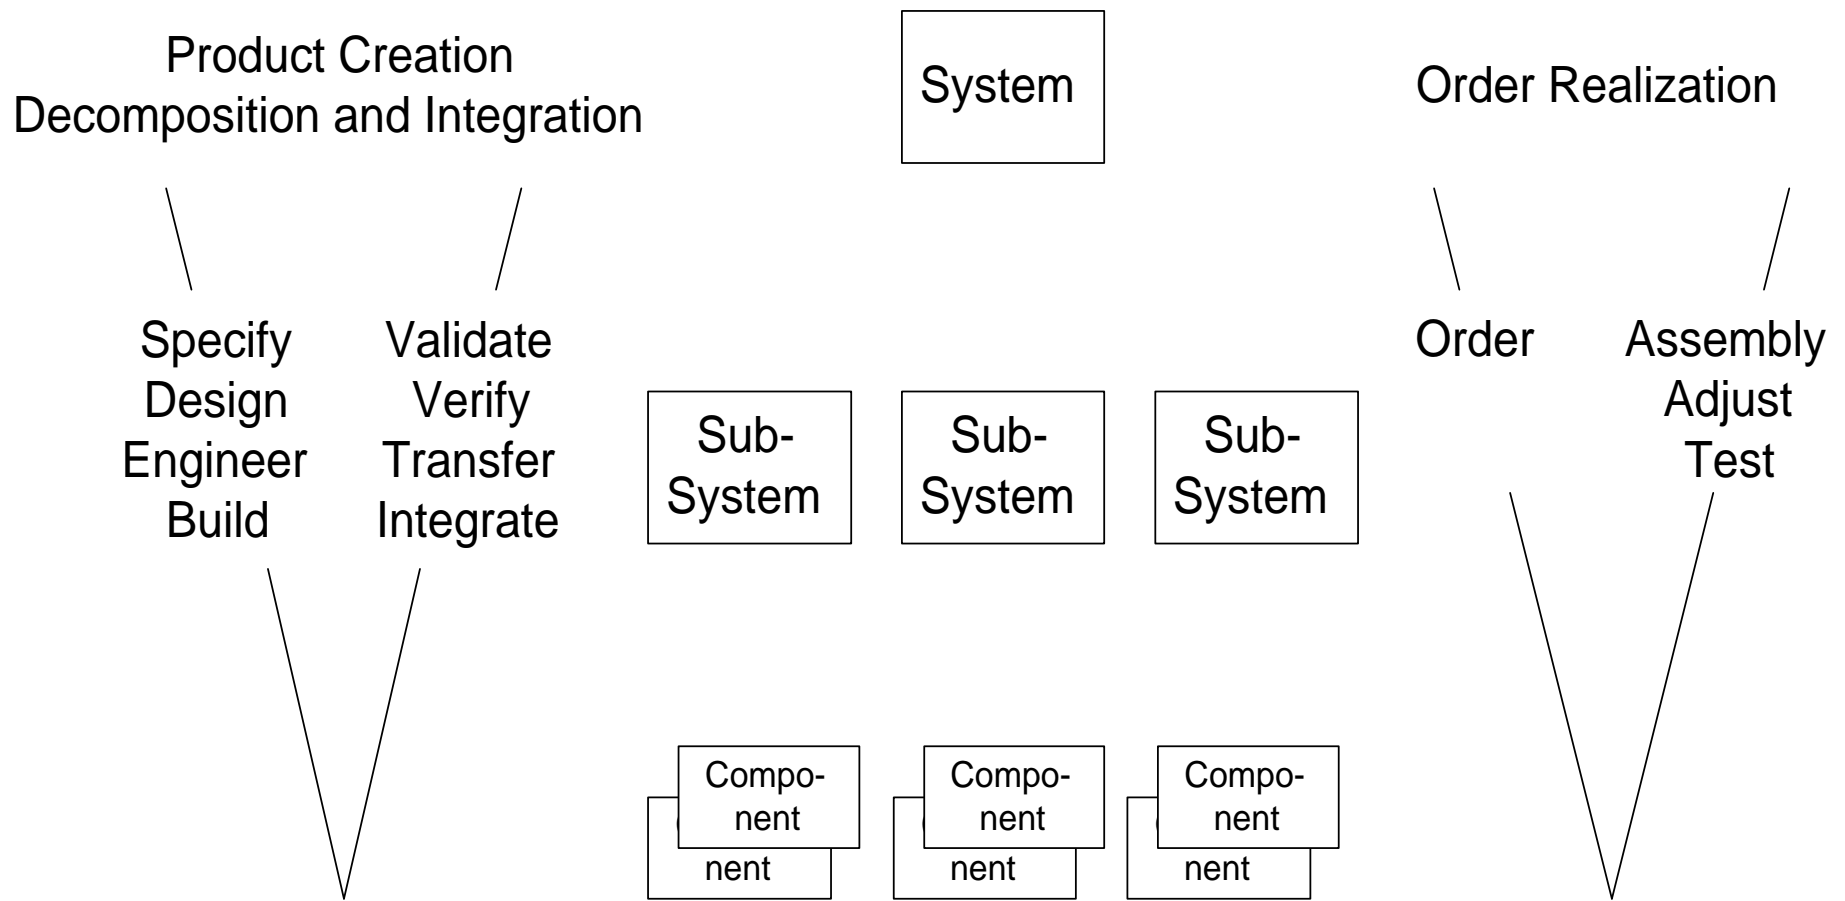 Product Creation
Decomposition and Integration
System
Order Realization
Specify
Design
Engineer
Build
Validate
Verify
Transfer
Integrate
Sub-
System
Sub-
System
Sub-
System
Order
Assembly
Adjust
Test
Compo-
nent
nent
Compo-
nent
nent
Compo-
nent
nent